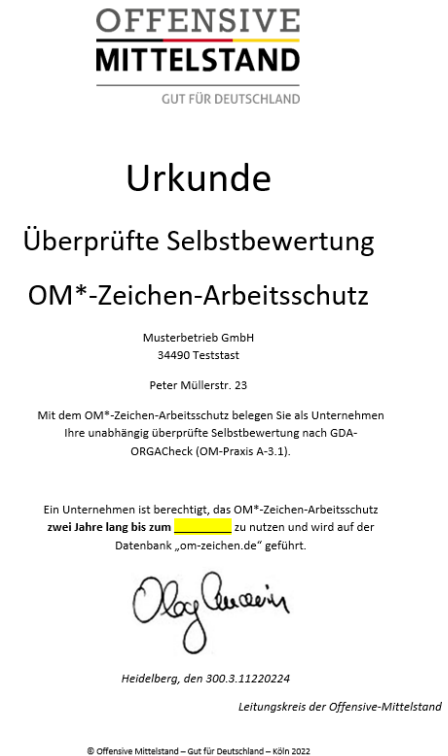 OFFENSIVE
MITTELSTAND
GUT FÜR DEUTSCHLAND
Urkunde
Überprüfte Selbstbewertung
OM*-Zeichen-Arbeitsschutz
Musterbetrieb GmbH
34490 Teststast
Peter Müllerstr. 23
Mit dem OM*-Zeichen-Arbeitsschutz belegen Sie als Unternehmen
Ihre unabhängig überprüfte Selbstbewertung nach GDA-
ORGACheck (OM-Praxis A-3.1).
Ein Unternehmen ist berechtigt, das OM*-Zeichen-Arbeitsschutz
zwei Jahre lang bis zum __________ zu nutzen und wird auf der
Datenbank „om-zeichen.de“ geführt.
Heidelberg, den 300.3.11220224
Leitungskreis der Offensive-Mittelstand
© Offensive Mittelstand – Gut für Deutschland – Köln 2022